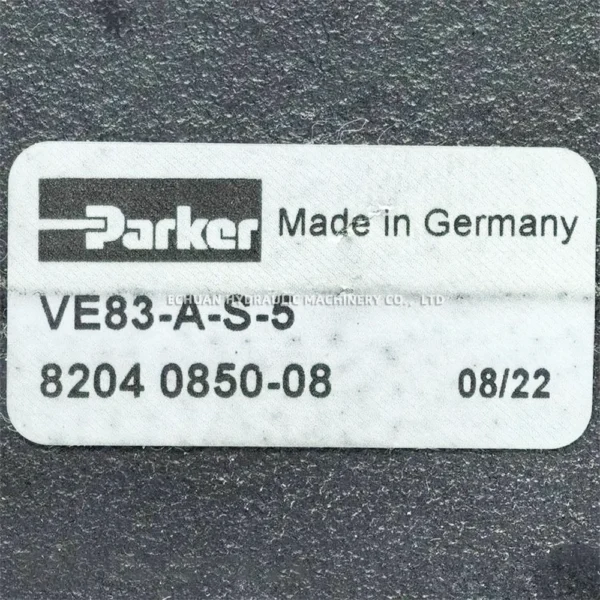 Parker Made in Germany
ECHUAN HYDRAULIC MACHINERY CO., LTD
VE83-A-S-5
8204 0850-08 08/22